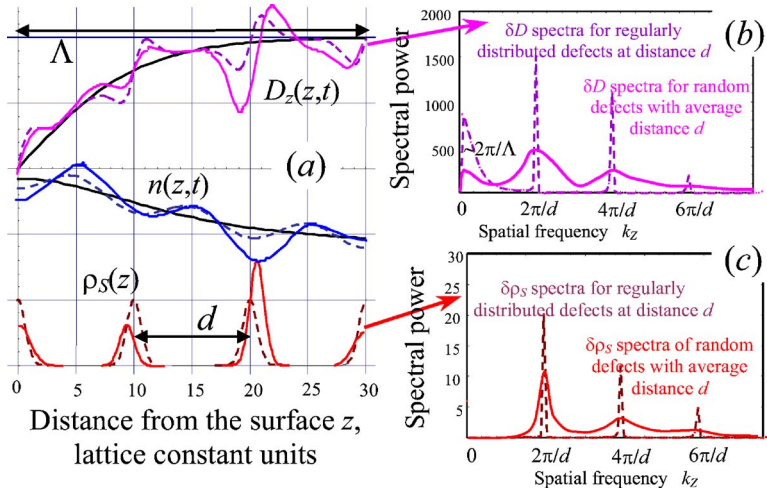 Λ
D_z(z,t)
(a)
n(z,t)
ρ_S(z)
d
0 5 10 15 20 25 30
Distance from the surface z,
lattice constant units
2000
1500
1000
500
Spectral power
(b)
δD spectra for regularly
distributed defects at distance d
δD spectra for random
defects with average
distance d
~2π/Λ
0 2π/d 4π/d 6π/d
Spatial frequency k_Z
30
25
20
15
10
5
Spectral power
(c)
δρ_S spectra for regularly
distributed defects at distance d
δρ_S spectra of random
defects with average
distance d
0 2π/d 4π/d 6π/d
Spatial frequency k_Z